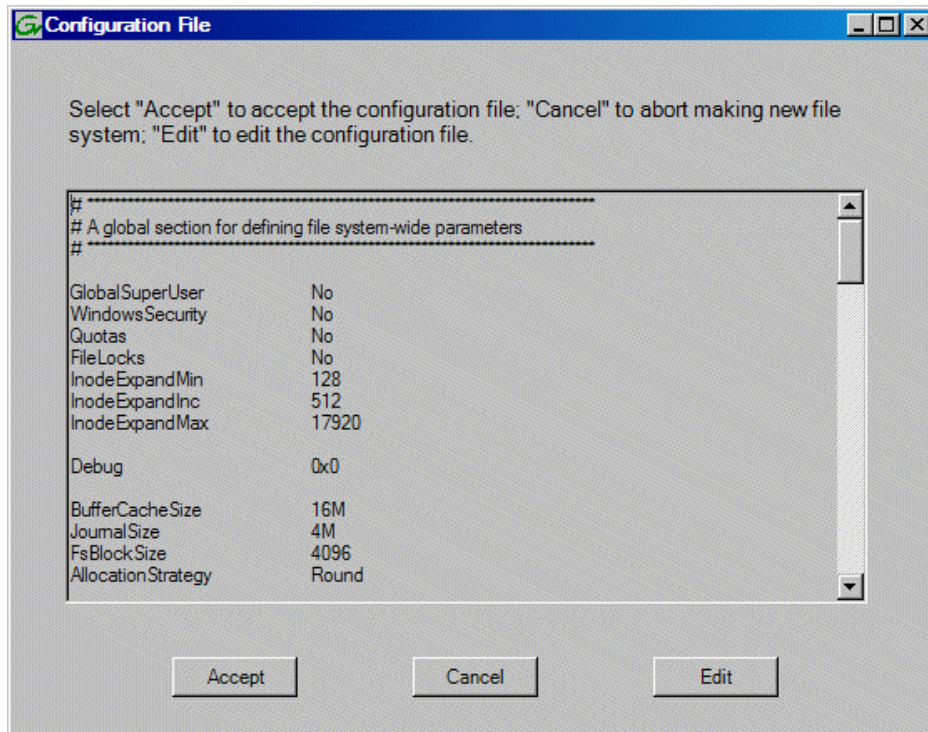 Configuration File
Select "Accept" to accept the configuration file; "Cancel" to abort making new file
system; "Edit" to edit the configuration file.
# ******************************************************************************
# A global section for defining file system-wide parameters
# ******************************************************************************
GlobalSuperUser No
WindowsSecurity No
Quotas No
FileLocks No
InodeExpandMin 128
InodeExpandInc 512
InodeExpandMax 17920
Debug 0x0
BufferCacheSize 16M
JournalSize 4M
FsBlockSize 4096
AllocationStrategy Round
Accept Cancel Edit